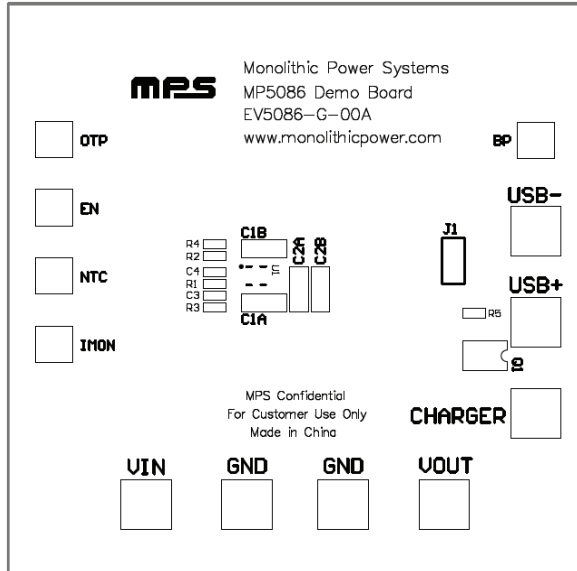 MPS
Monolithic Power Systems
MP5086 Demo Board
EV5086-G-00A
www.monolithicpower.com
OTP
BP
EN
USB-
J1
C1B
C2A
C2B
R4
R2
U1
C4
R1
C3
R3
C1A
NTC
USB+
R5
IMON
Q1
MPS Confidential
For Customer Use Only
Made in China
CHARGER
VIN
GND
GND
VOUT